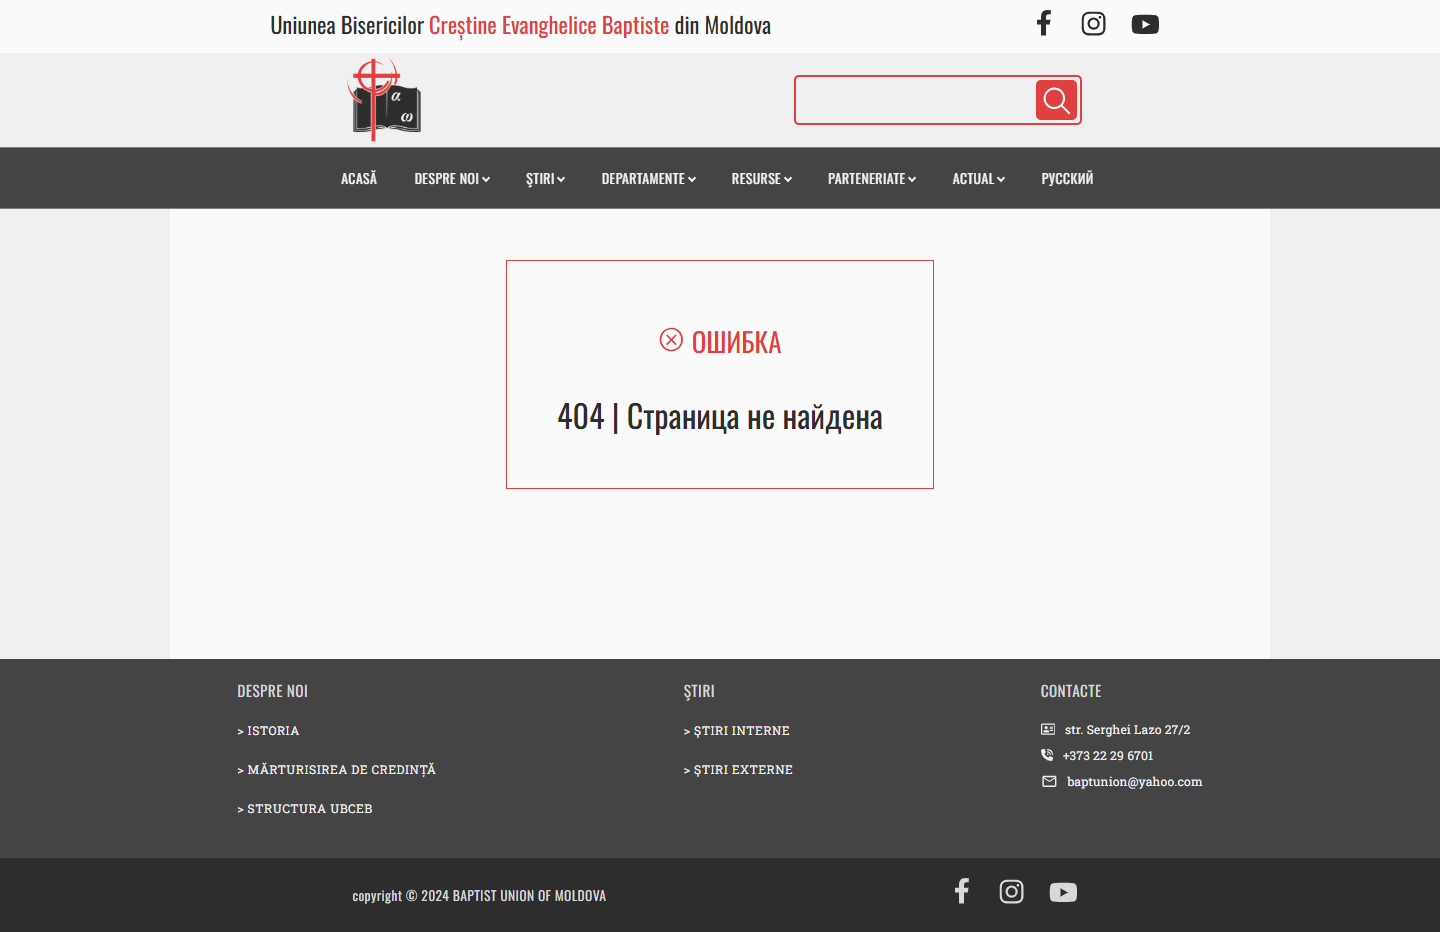 Uniunea Bisericilor Creștine Evanghelice Baptiste din Moldova
α
ω
ACASĂ DESPRE NOI ŞTIRI DEPARTAMENTE RESURSE PARTENERIATE ACTUAL РУССКИЙ
ОШИБКА
404 | Страница не найдена
DESPRE NOI
> ISTORIA
> MĂRTURISIREA DE CREDINȚĂ
> STRUCTURA UBCEB
ŞTIRI
> ŞTIRI INTERNE
> ŞTIRI EXTERNE
CONTACTE
str. Serghei Lazo 27/2
+373 22 29 6701
baptunion@yahoo.com
copyright © 2024 BAPTIST UNION OF MOLDOVA